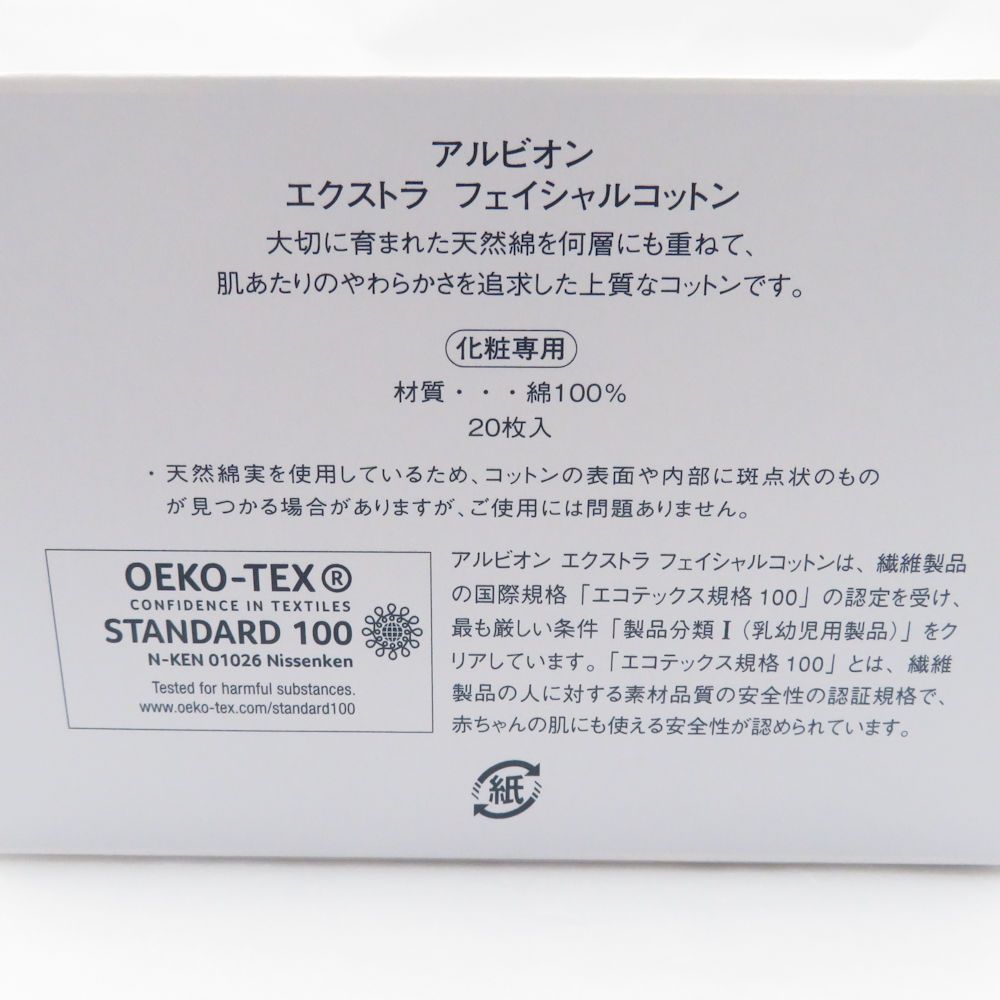 アルビオン
エクストラ フェイシャルコットン
大切に育まれた天然綿を何層にも重ねて、
肌あたりのやわらかさを追求した上質なコットンです。
化粧専用
材質・・・綿100%
20枚入
・天然綿実を使用しているため、コットンの表面や内部に斑点状のもの
が見つかる場合がありますが、ご使用には問題ありません。
OEKO-TEX®
CONFIDENCE IN TEXTILES
STANDARD 100
N-KEN 01026 Nissenken
Tested for harmful substances.
www.oeko-tex.com/standard100
アルビオン エクストラ フェイシャルコットンは、繊維製品
の国際規格「エコテックス規格100」の認定を受け、
最も厳しい条件「製品分類Ⅰ(乳幼児用製品)」をク
リアしています。「エコテックス規格100」とは、繊維
製品の人に対する素材品質の安全性の認証規格で、
赤ちゃんの肌にも使える安全性が認められています。
紙